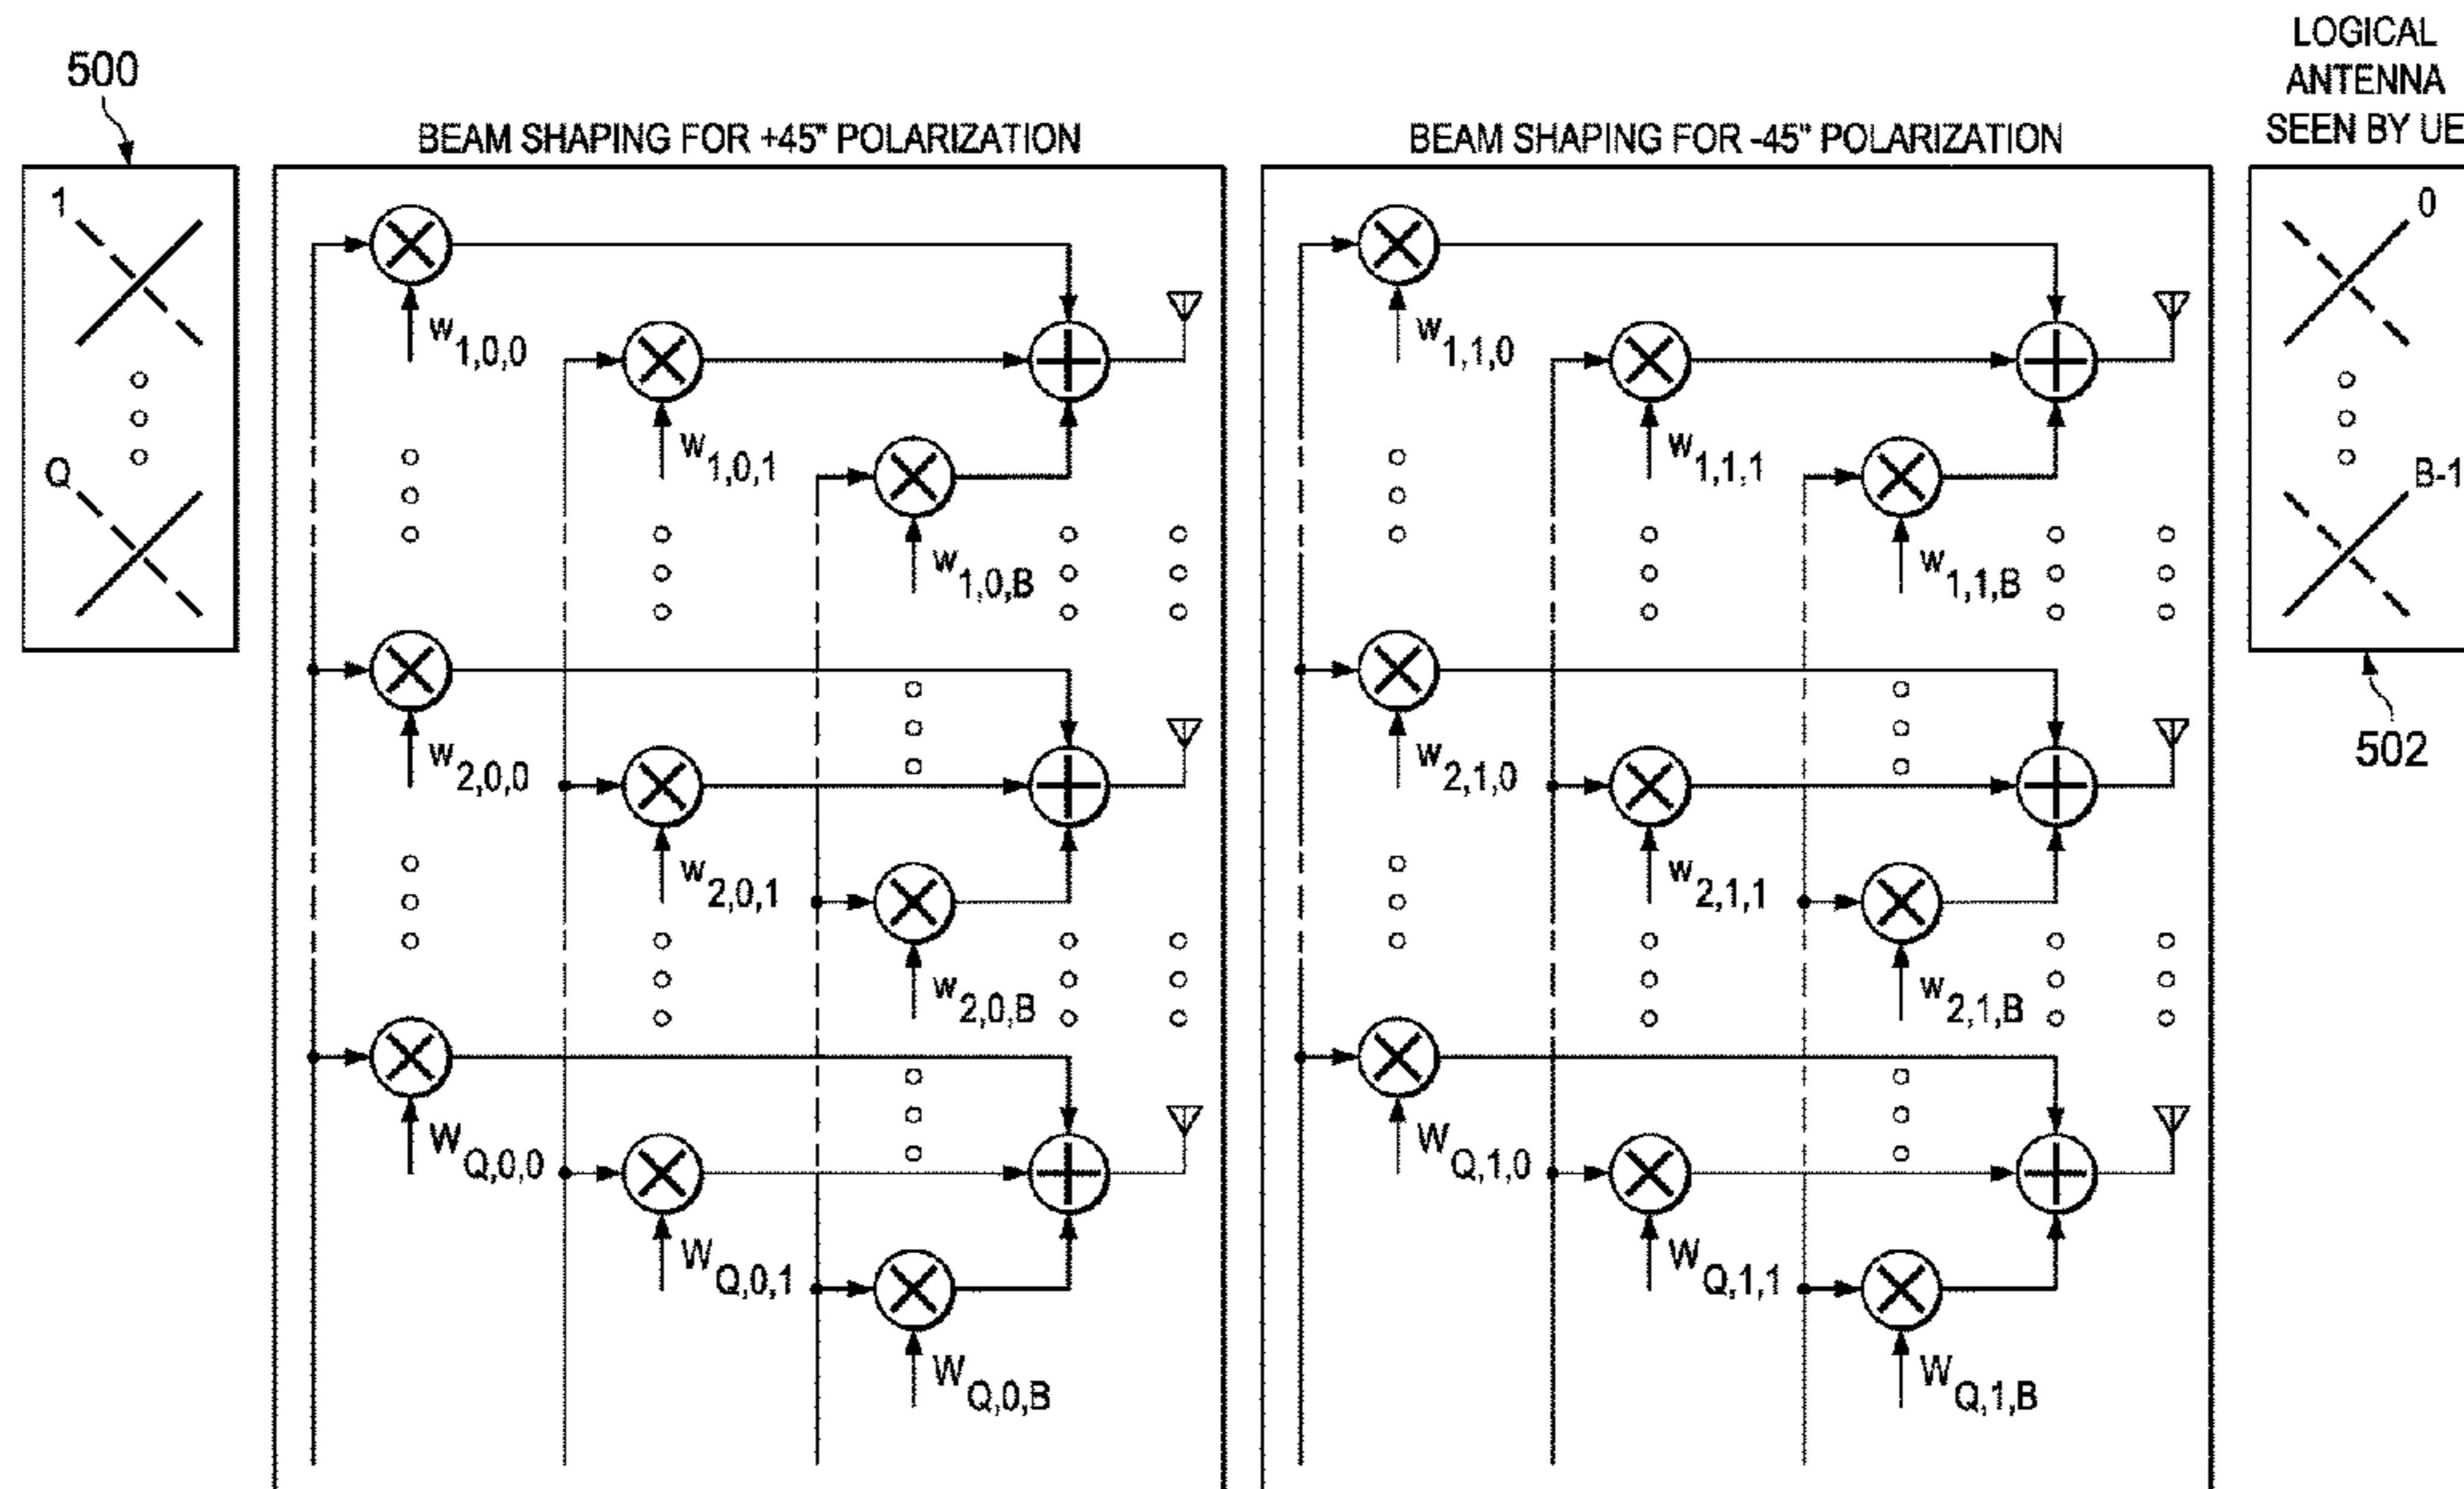 500
BEAM SHAPING FOR +45" POLARIZATION
BEAM SHAPING FOR -45" POLARIZATION
LOGICAL
ANTENNA
SEEN BY UE
1
Q
w1,0,0
w1,0,1
w1,0,B
w2,0,0
w2,0,1
w2,0,B
WQ,0,0
WQ,0,1
WQ,0,B
w1,1,0
w1,1,1
w1,1,B
w2,1,0
w2,1,1
w2,1,B
WQ,1,0
WQ,1,1
WQ,1,B
0
B-1
502